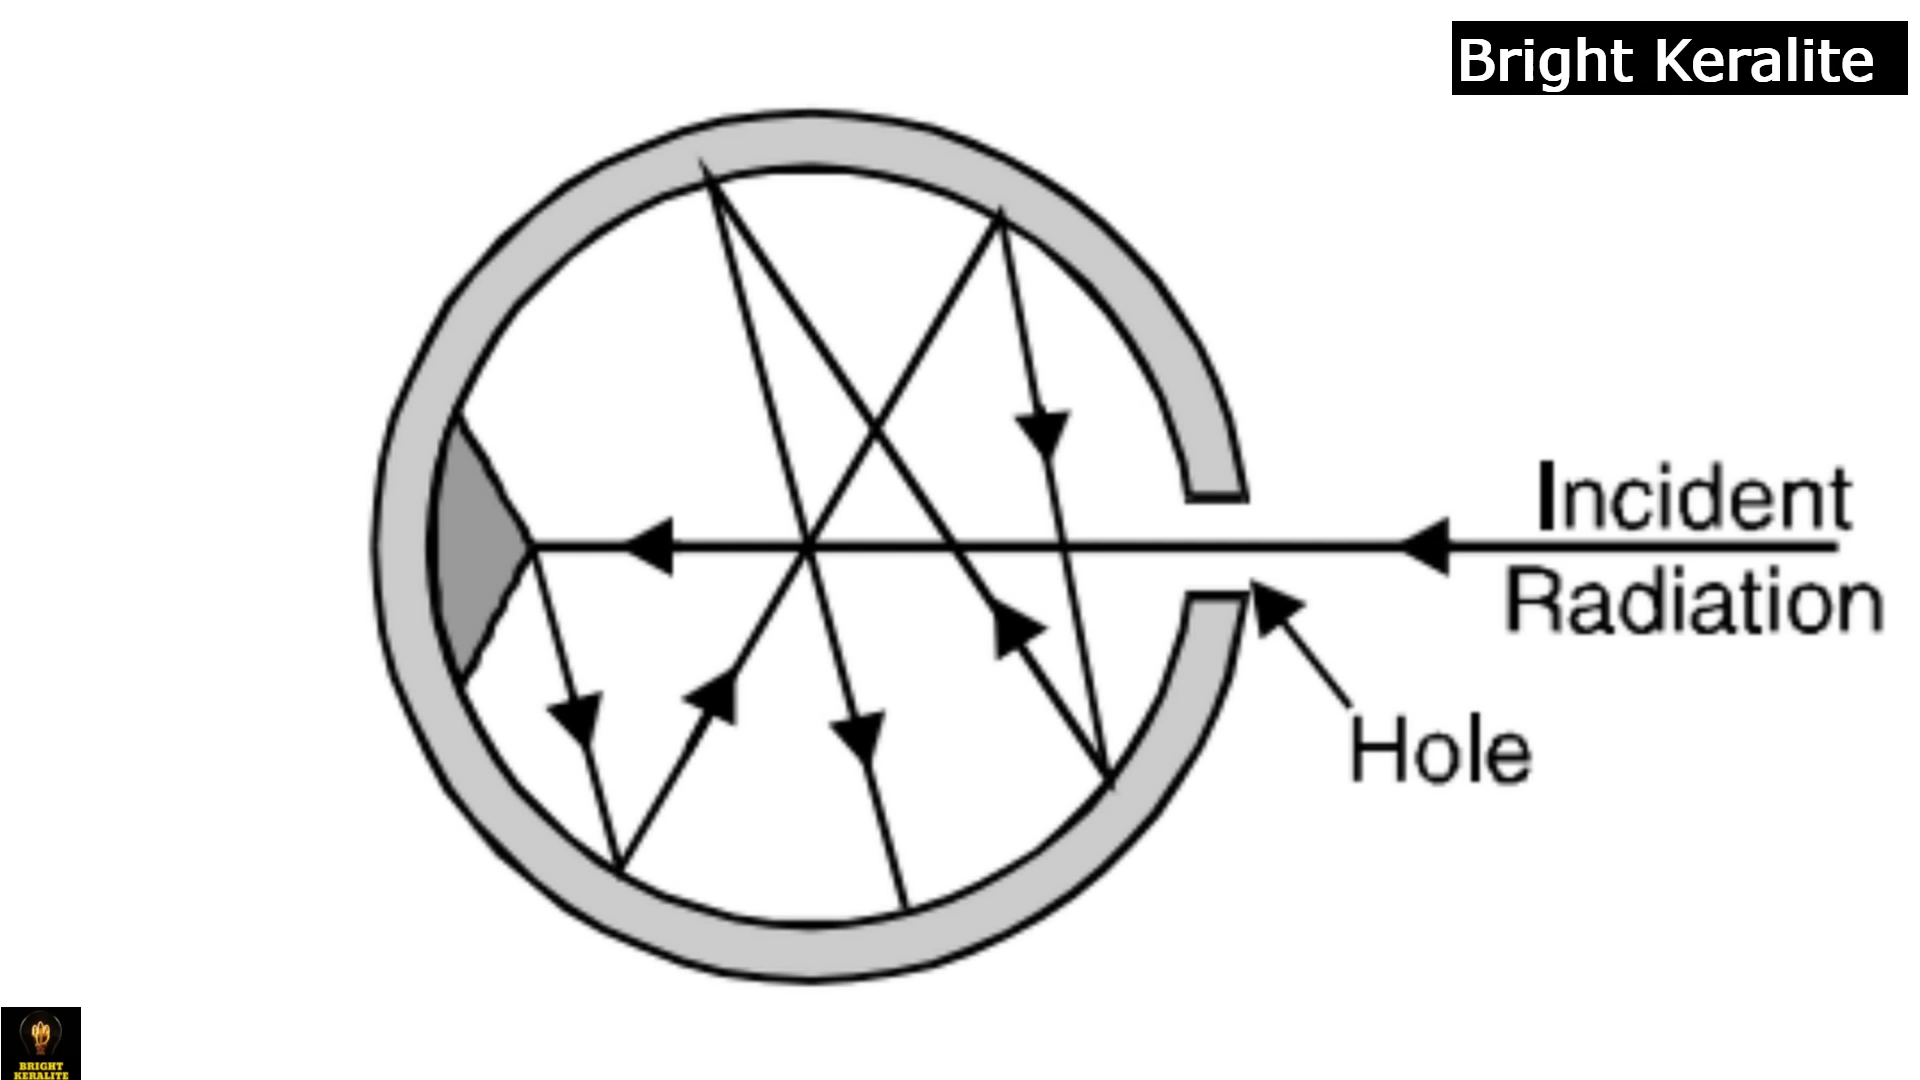 Bright Keralite
Incident
Radiation
Hole
BRIGHT
KERALITE